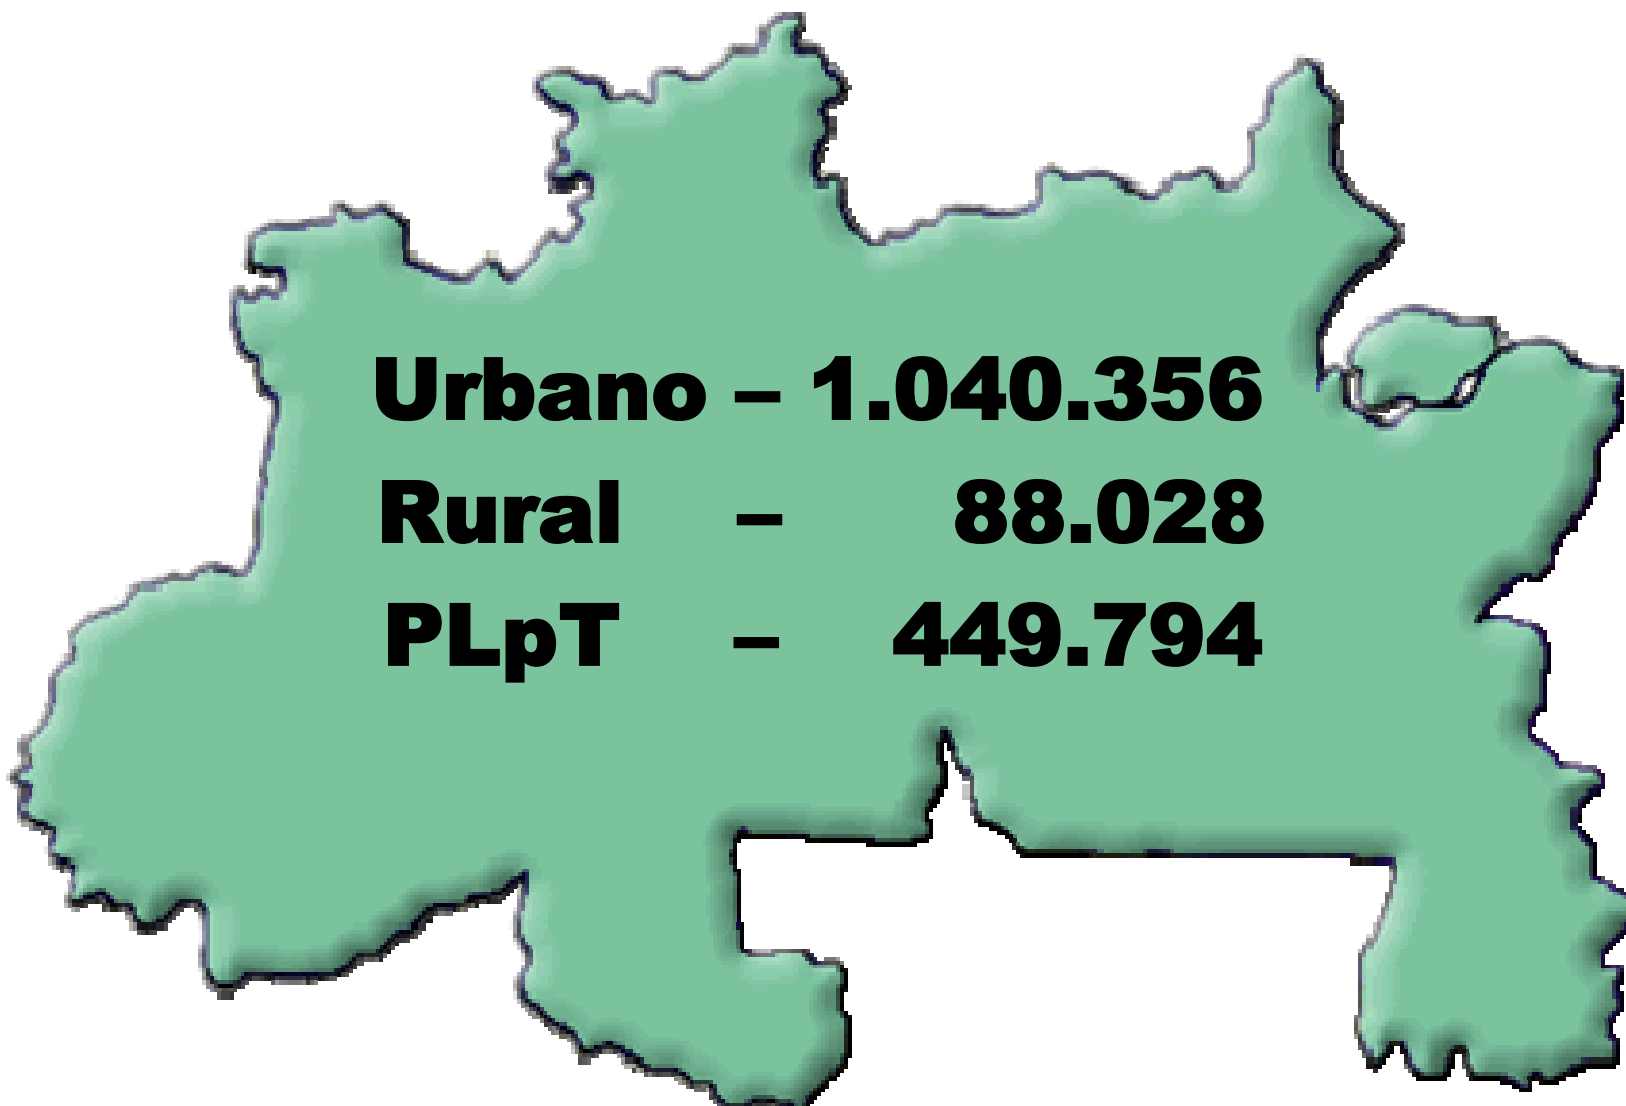 Urbano – 1.040.356
Rural – 88.028
PLpT – 449.794